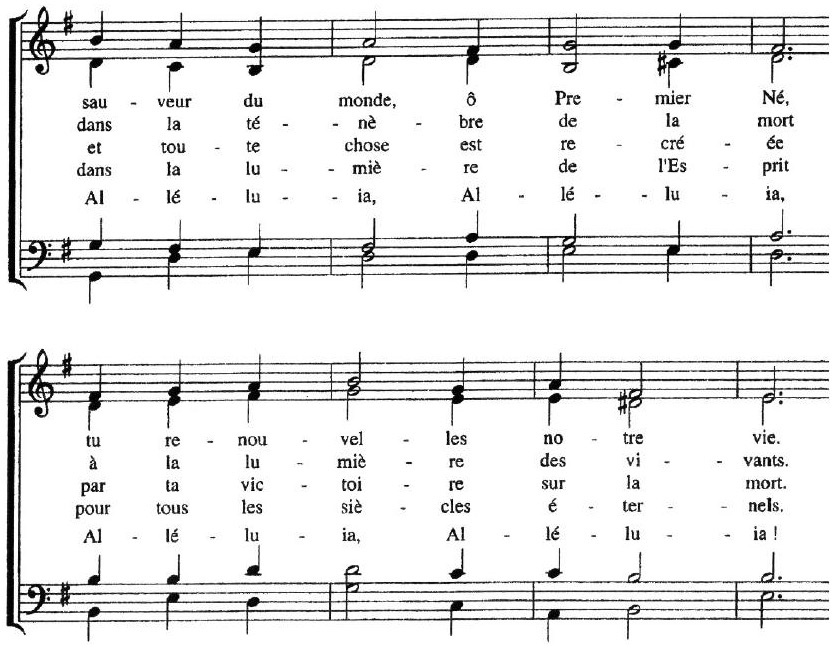 sau - veur du monde, ô Pre - mier Né,
dans la té - - nè - bre de la mort
et tou - te chose est re - cré - ée
dans la lu - - miè - re de l'Es - prit
Al - lé - lu - ia, Al - lé - - lu - ia,
tu re - nou - vel - les no - tre vie.
à la lu - miè - re des vi - - vants.
par ta vic - toi - re sur la mort.
pour tous les siè - cles é - ter - - nels.
Al - lé - lu - ia, Al - lé - lu - - ia !